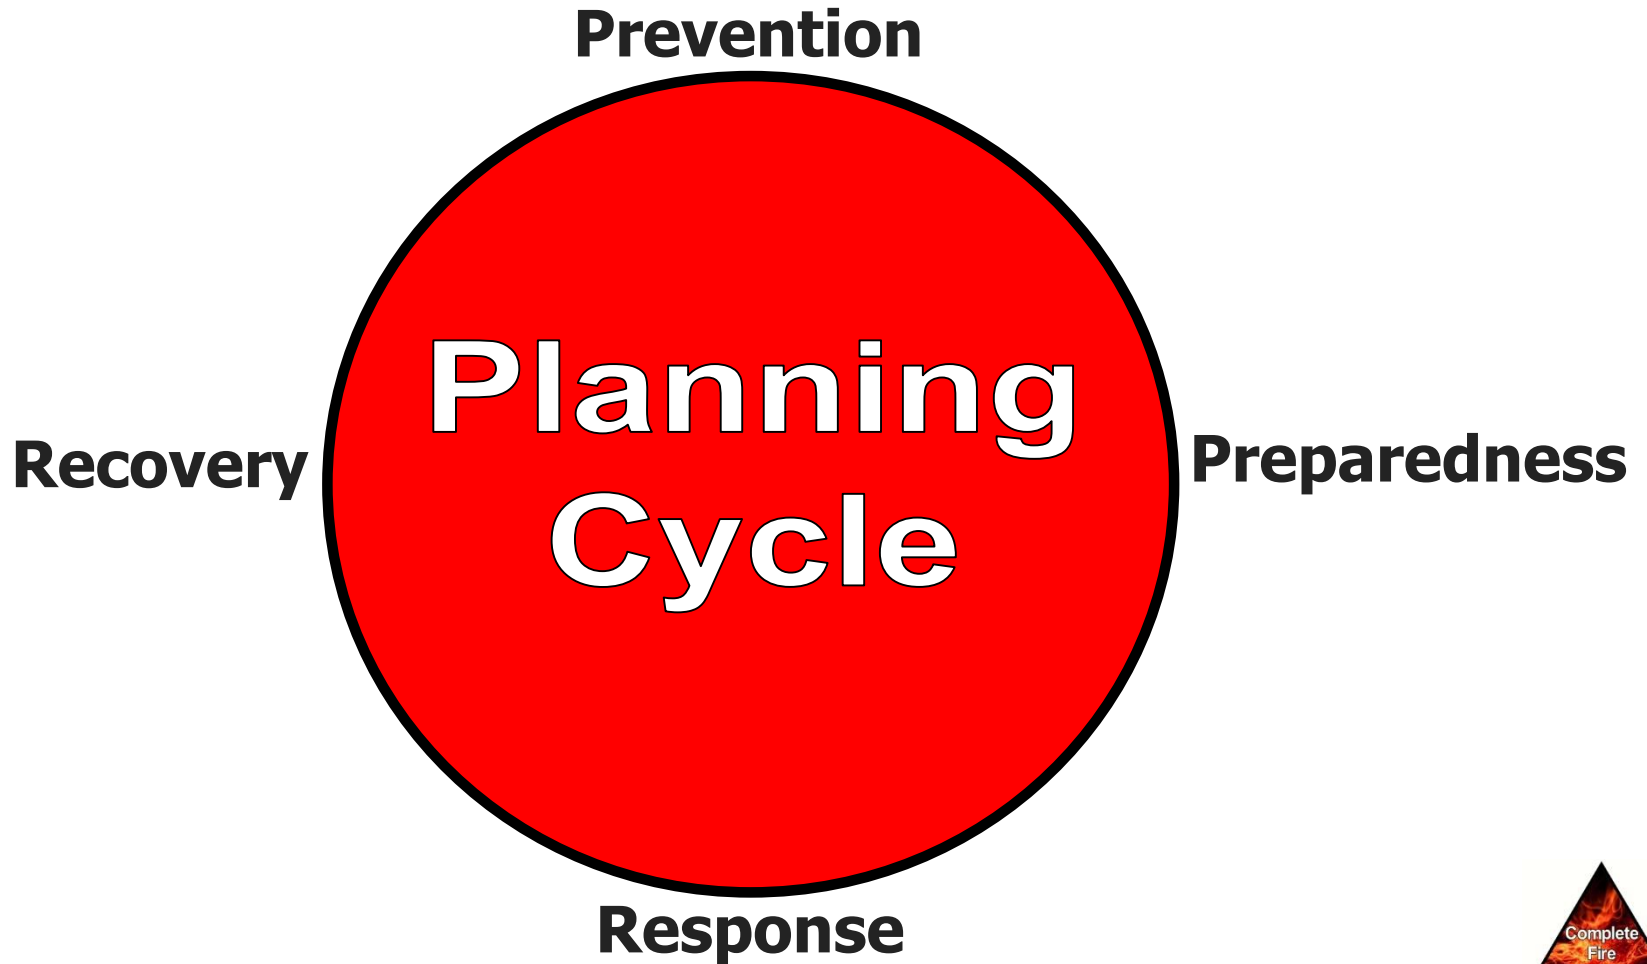 Prevention
Planning
Cycle
Recovery
Preparedness
Response
Complete
Fire